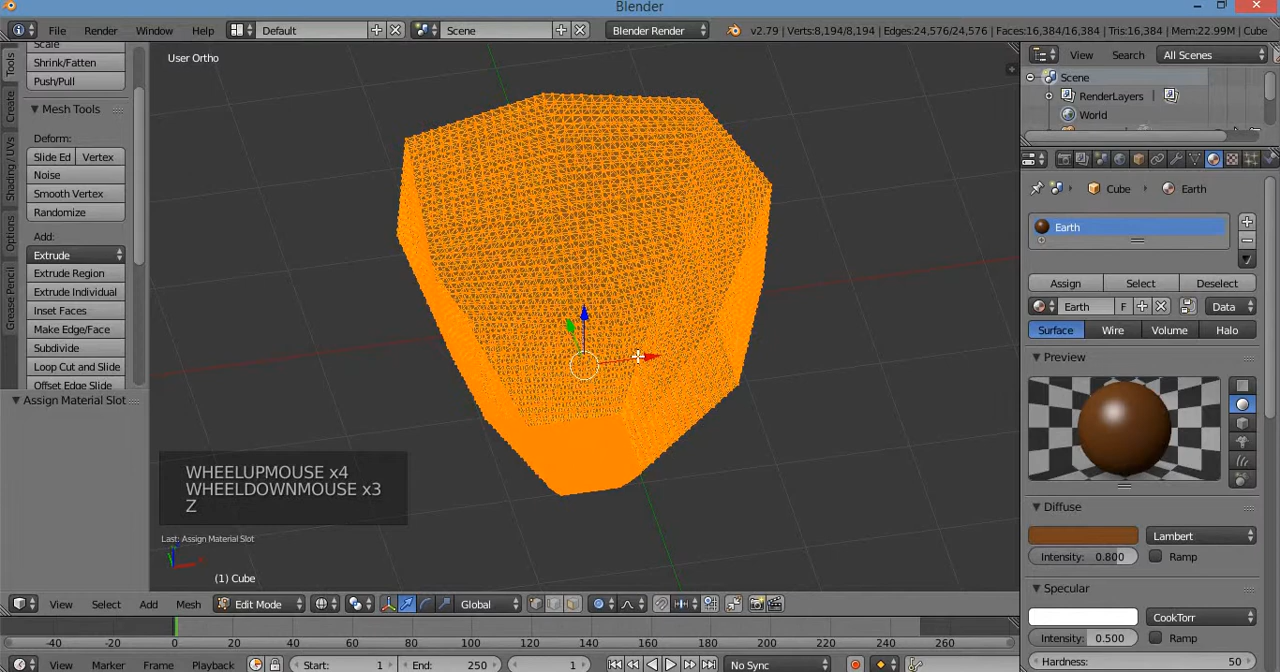 Blender
File Render Window Help Default Scene Blender Render v2.79 | Verts:8,194/8,194 | Edges:24,576/24,576 | Faces:16,384/16,384 | Tris:16,384 | Mem:22.99M | Cube
Tools
Create
Shading / UVs
Options
Grease Pencil
Scale
Shrink/Fatten
Push/Pull
Mesh Tools
Deform:
Slide Ed Vertex
Noise
Smooth Vertex
Randomize
Add:
Extrude
Extrude Region
Extrude Individual
Inset Faces
Make Edge/Face
Subdivide
Loop Cut and Slide
Offset Edge Slide
Assign Material Slot
User Ortho
WHEELUPMOUSE x4
WHEELDOWNMOUSE x3
Z
Last: Assign Material Slot
(1) Cube
View Select Add Mesh Edit Mode Global
-40 -20 0 20 40 60 80 100 120 140 160 180 200 220 240 260
View Marker Frame Playback Start: 1 End: 250 1 No Sync
View Search All Scenes
Scene
RenderLayers
World
Cube Earth
Earth
Assign Select Deselect
Earth F Data
Surface Wire Volume Halo
Preview
Diffuse
Lambert
Intensity: 0.800 Ramp
Specular
CookTorr
Intensity: 0.500 Ramp
Hardness: 50